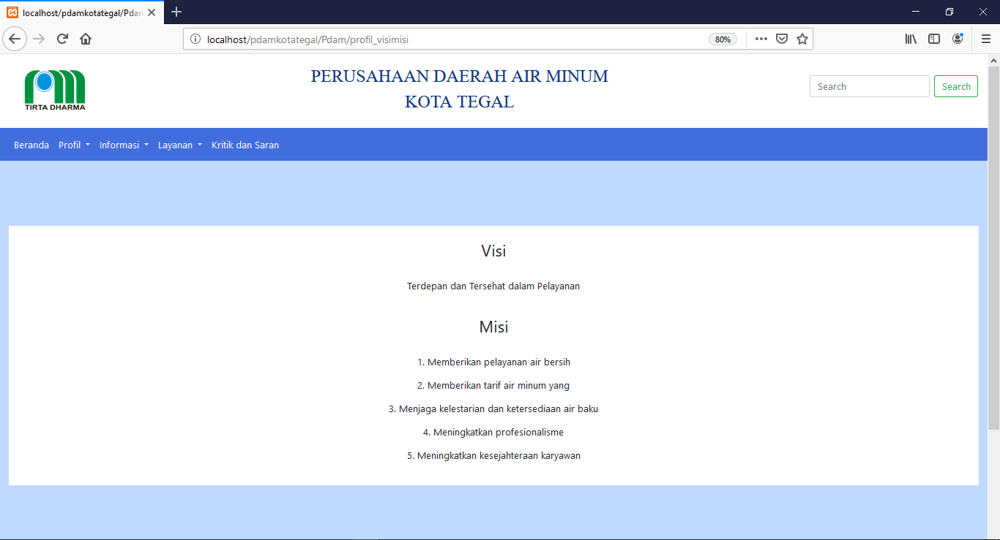 localhost/pdamkotategal/Pdam
localhost/pdamkotategal/Pdam/profil_visimisi
80%
TIRTA DHARMA
PERUSAHAAN DAERAH AIR MINUM
KOTA TEGAL
Search
Search
Beranda Profil Informasi Layanan Kritik dan Saran
Visi
Terdepan dan Tersehat dalam Pelayanan
Misi
1. Memberikan pelayanan air bersih
2. Memberikan tarif air minum yang
3. Menjaga kelestarian dan ketersediaan air baku
4. Meningkatkan profesionalisme
5. Meningkatkan kesejahteraan karyawan